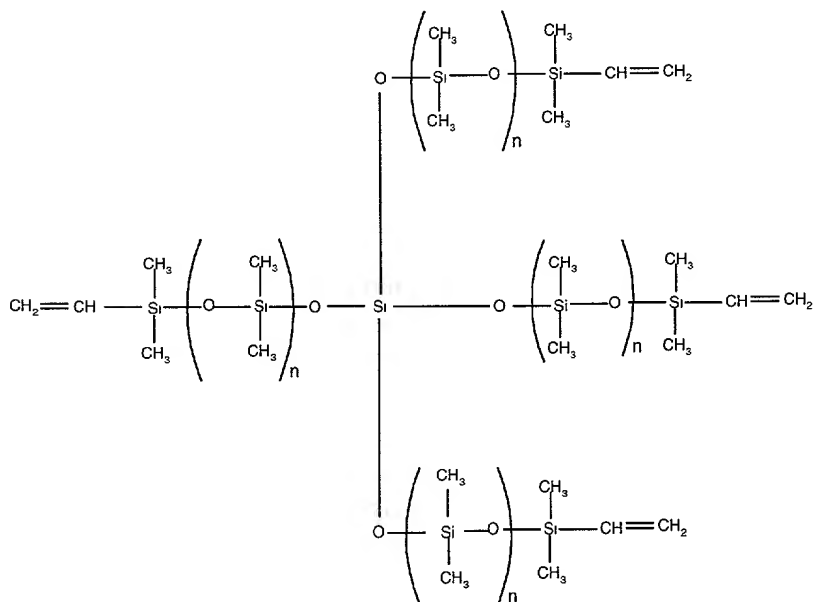 CH₃ CH₃
O Si O Si CH CH₂
CH₃ CH₃
n
CH₃ CH₃ CH₃ CH₃
CH₂ CH Si O Si O Si O Si O Si CH CH₂
CH₃ CH₃ CH₃ CH₃
n n
CH₃ CH₃
O Si O Si CH CH₂
CH₃ CH₃
n